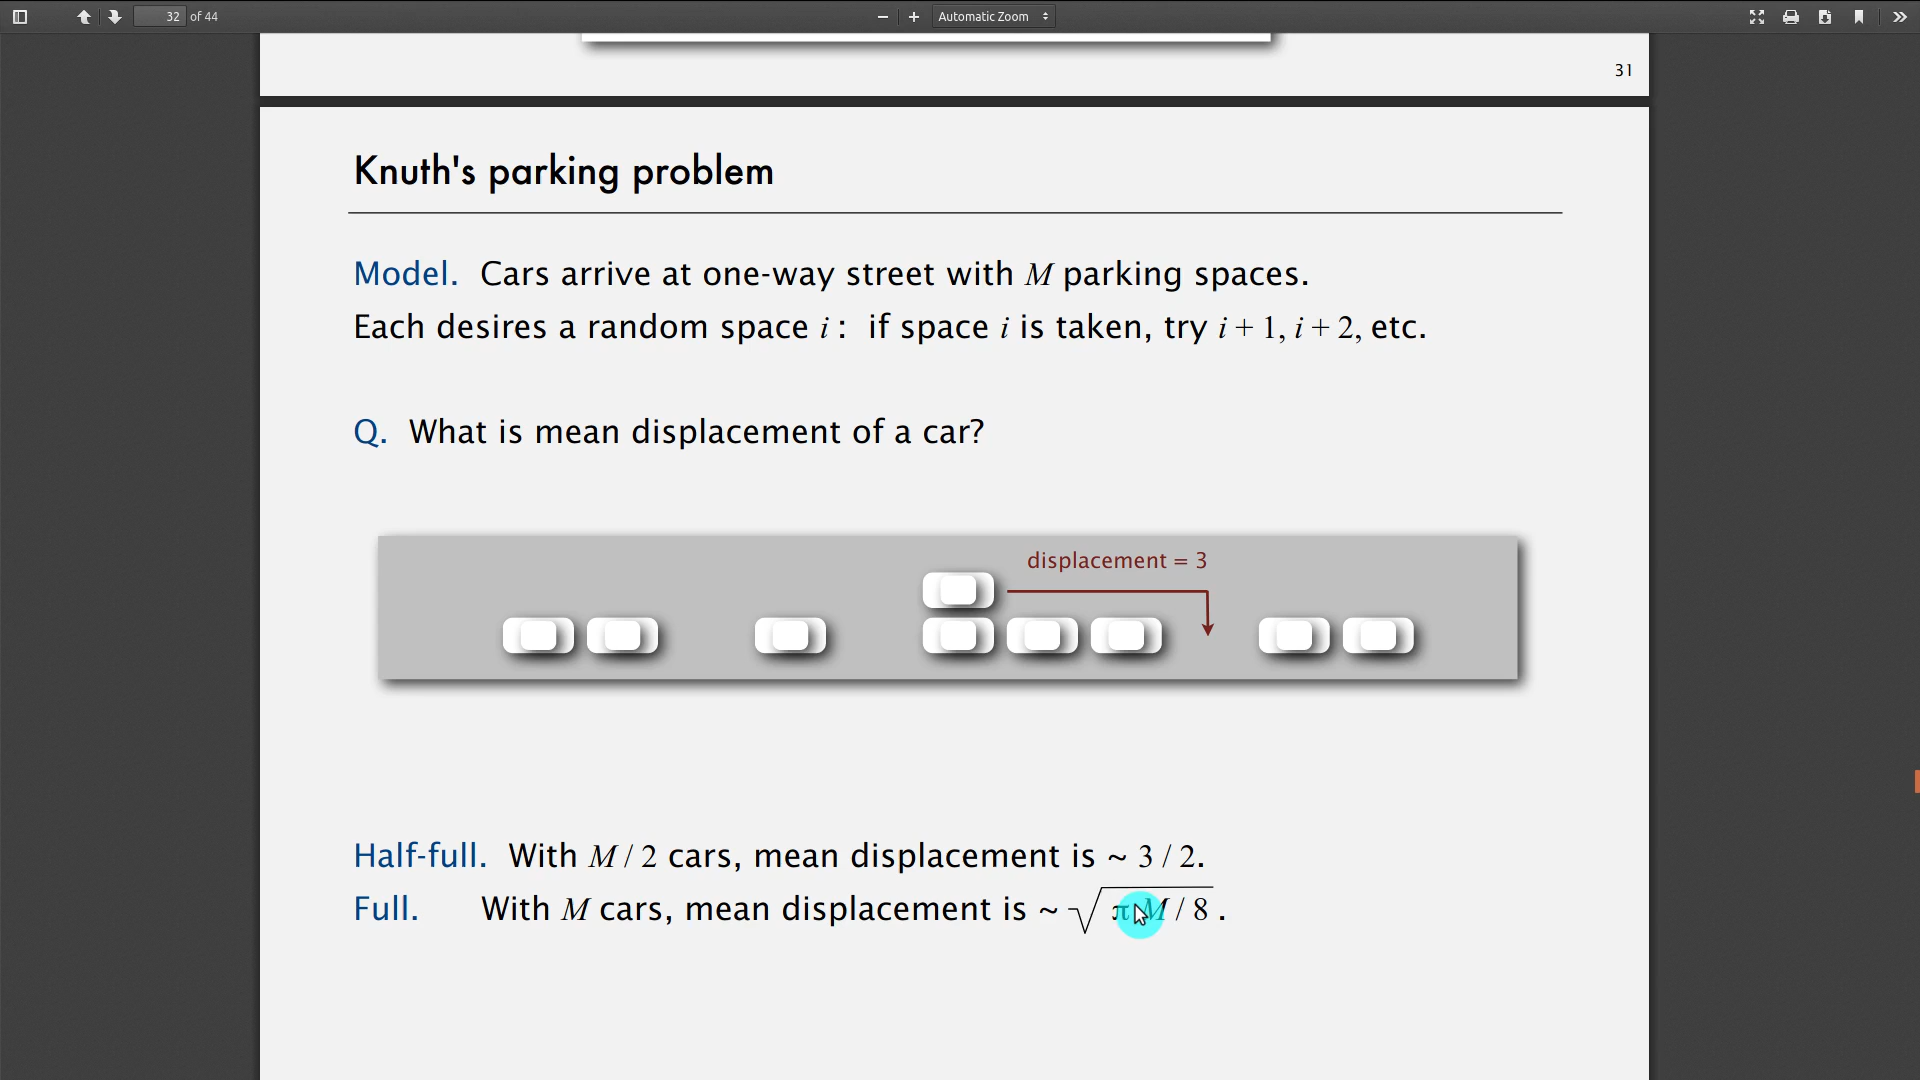 32 of 44
Automatic Zoom
31
Knuth's parking problem
Model. Cars arrive at one-way street with M parking spaces.
Each desires a random space i : if space i is taken, try i + 1, i + 2, etc.
Q. What is mean displacement of a car?
displacement = 3
Half-full. With M / 2 cars, mean displacement is ~ 3 / 2.
Full. With M cars, mean displacement is ~ √π M / 8 .